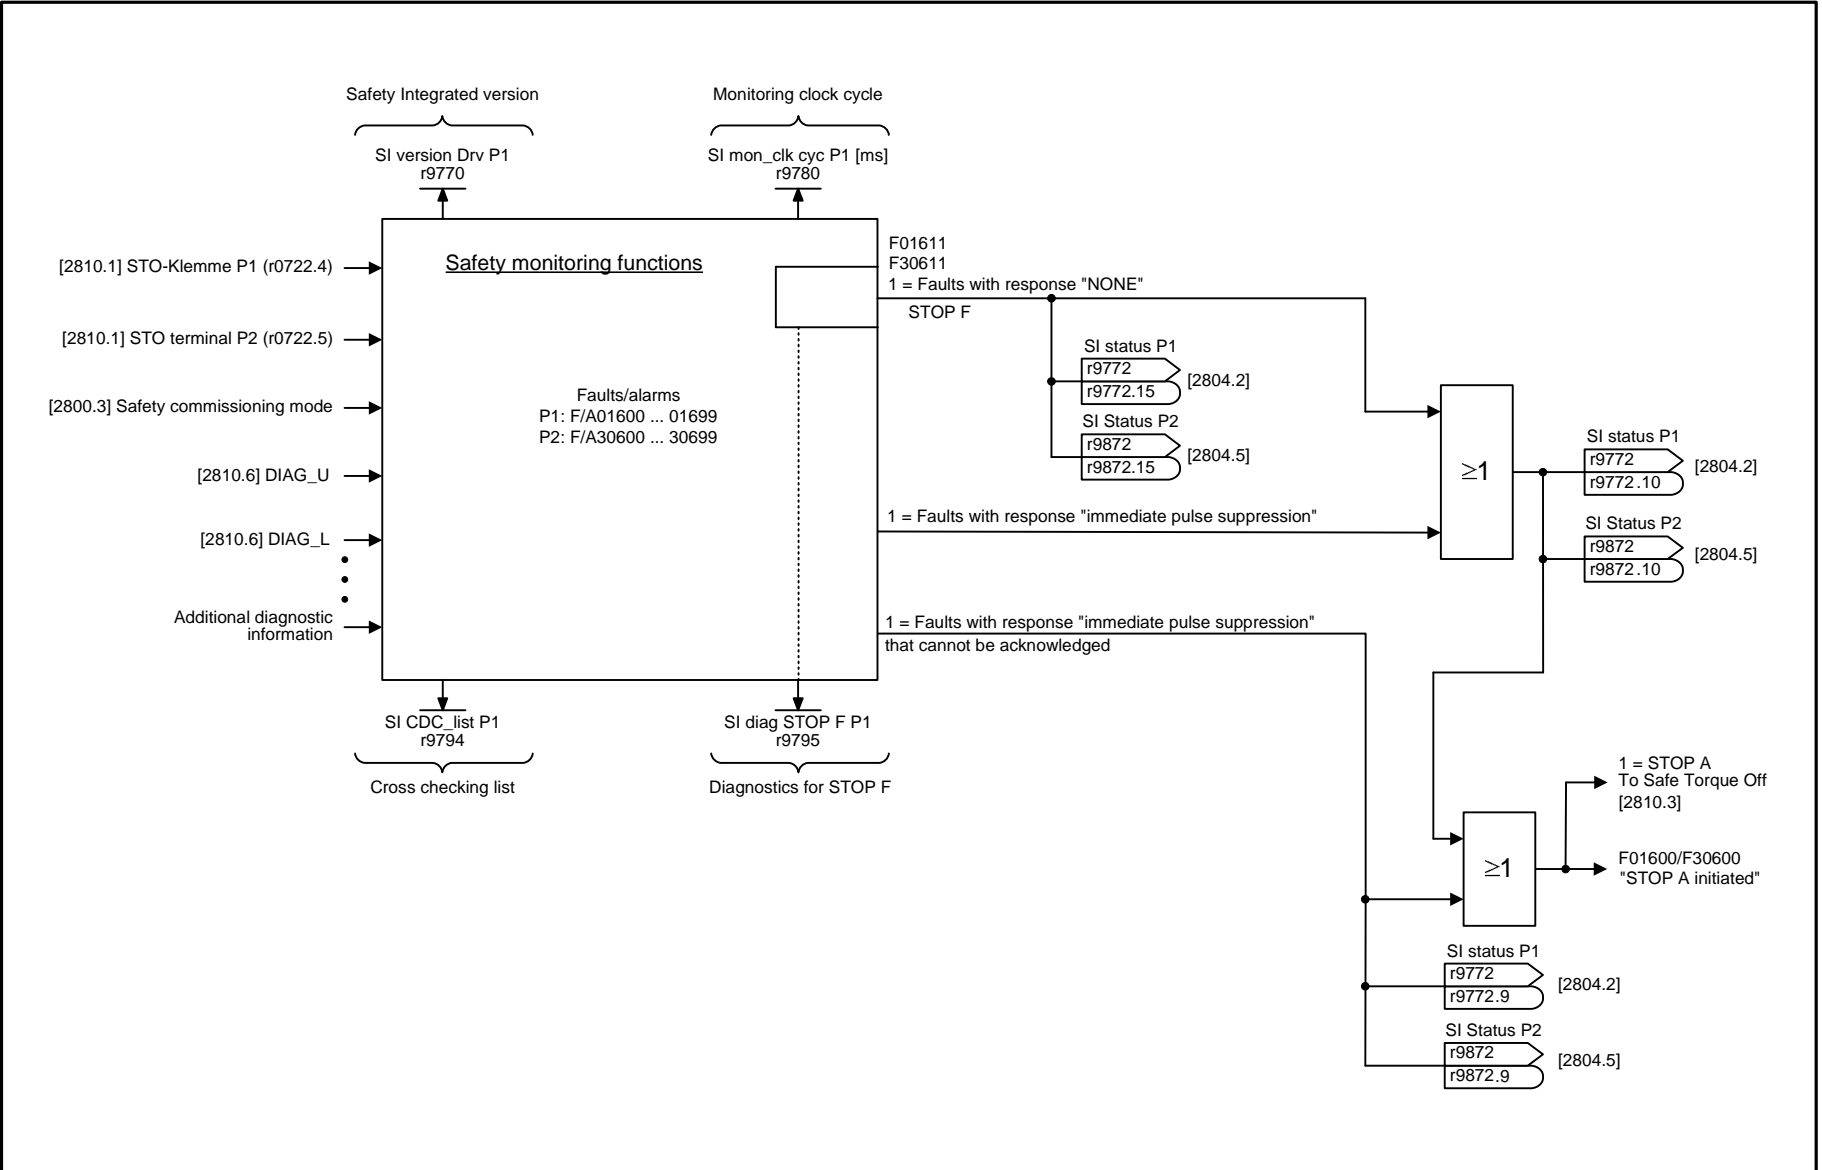 Safety Integrated version
Monitoring clock cycle
SI version Drv P1
r9770
SI mon_clk cyc P1 [ms]
r9780
[2810.1] STO-Klemme P1 (r0722.4)
[2810.1] STO terminal P2 (r0722.5)
[2800.3] Safety commissioning mode
[2810.6] DIAG_U
[2810.6] DIAG_L
Additional diagnostic
information
Safety monitoring functions
Faults/alarms
P1: F/A01600 ... 01699
P2: F/A30600 ... 30699
F01611
F30611
1 = Faults with response "NONE"
STOP F
SI status P1
r9772
r9772.15
[2804.2]
SI Status P2
r9872
r9872.15
[2804.5]
1 = Faults with response "immediate pulse suppression"
≥1
SI status P1
r9772
r9772.10
[2804.2]
SI Status P2
r9872
r9872.10
[2804.5]
1 = Faults with response "immediate pulse suppression"
that cannot be acknowledged
SI CDC_list P1
r9794
Cross checking list
SI diag STOP F P1
r9795
Diagnostics for STOP F
≥1
1 = STOP A
To Safe Torque Off
[2810.3]
F01600/F30600
"STOP A initiated"
SI status P1
r9772
r9772.9
[2804.2]
SI Status P2
r9872
r9872.9
[2804.5]